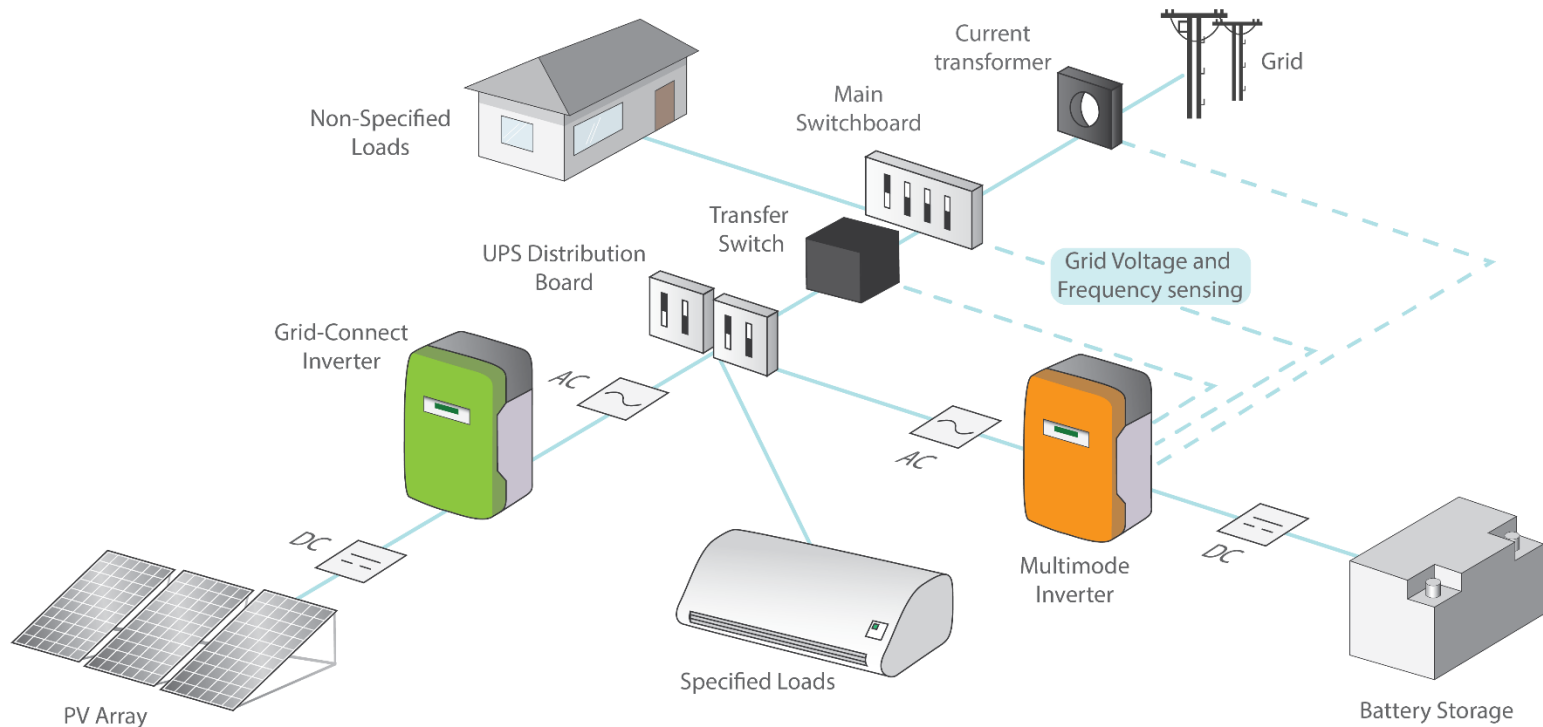 Current
transformer
Grid
Main
Switchboard
Non-Specified
Loads
Transfer
Switch
UPS Distribution
Board
Grid Voltage and
Frequency sensing
Grid-Connect
Inverter
AC
AC
DC
Multimode
Inverter
DC
Specified Loads
PV Array
Battery Storage